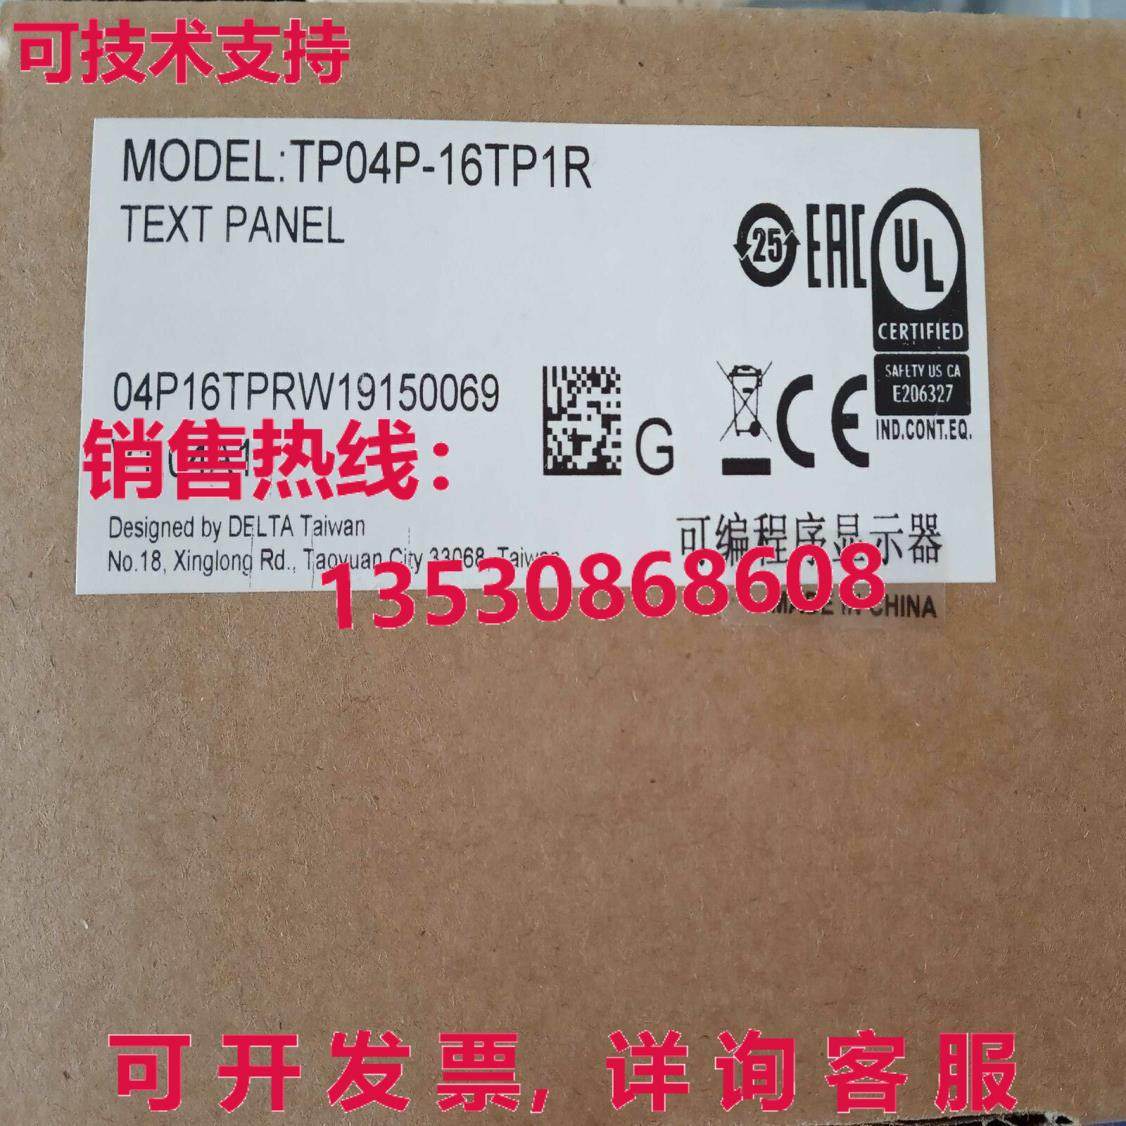 可技术支持
MODEL:TP04P-16TP1R
TEXT PANEL
25
EAC
UL
CERTIFIED
SAFETY US CA
E206327
IND.CONT.EQ.
04P16TPRW19150069
G
CE
销售热线：
Designed by DELTA Taiwan
No.18, Xinglong Rd., Taoyuan City 33068, Taiwan
可编程序显示器
13530868608
MADE IN CHINA
可开发票,详询客服